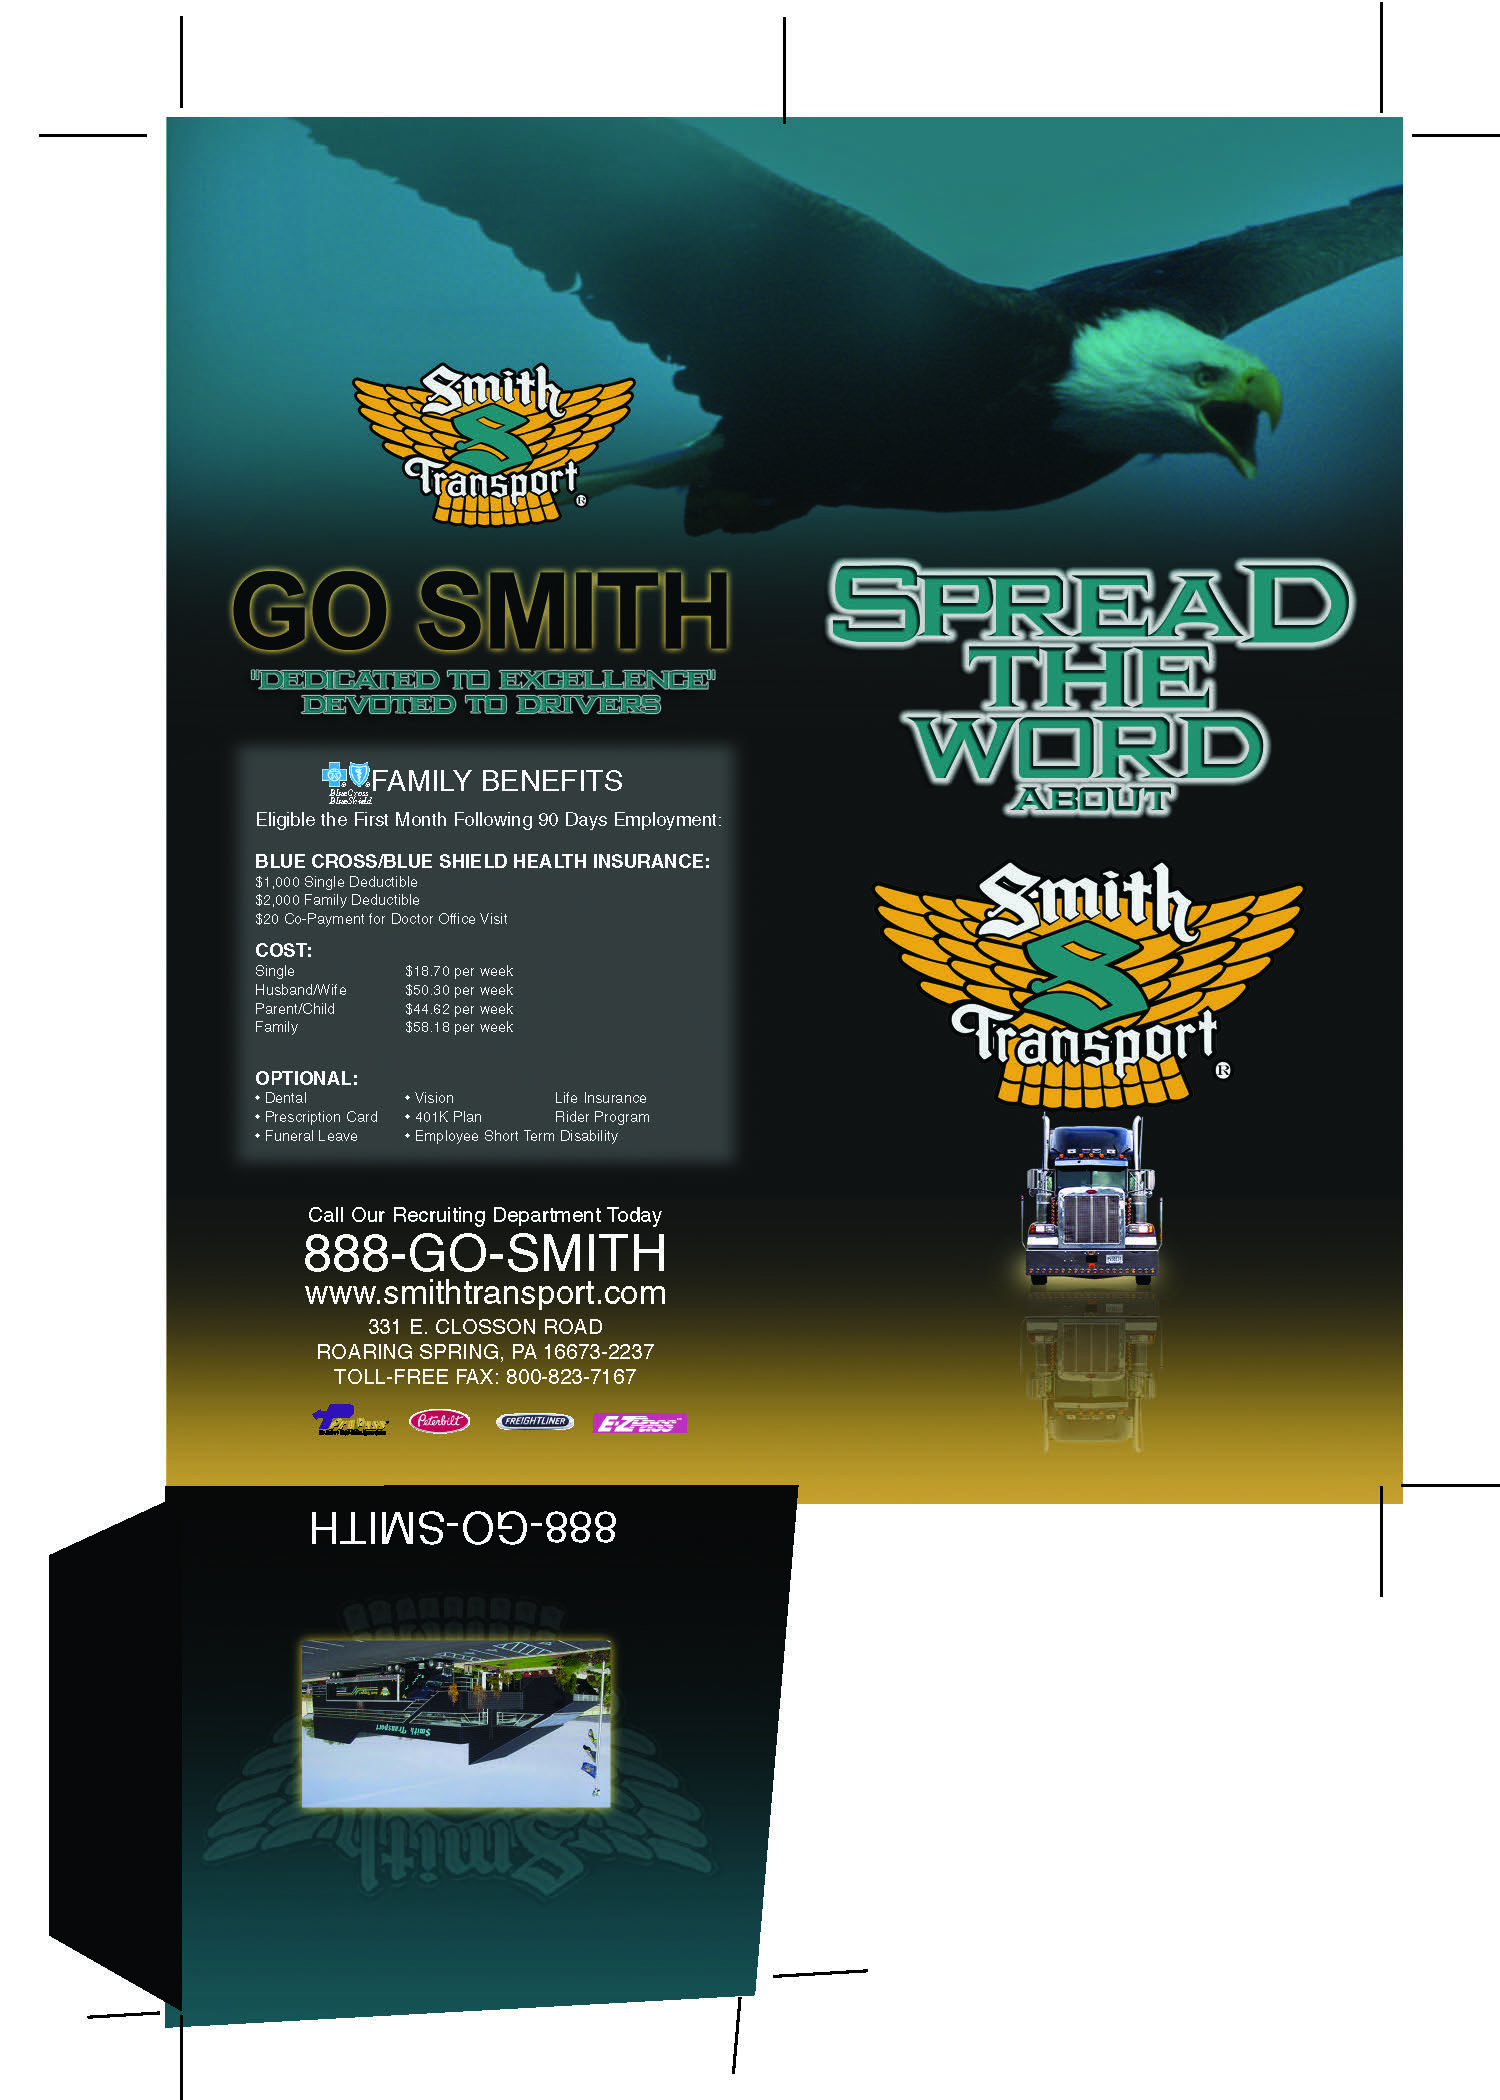 Smith
S
Transport®
GO SMITH
"DEDICATED TO EXCELLENCE"
DEVOTED TO DRIVERS
BlueCross
BlueShield
FAMILY BENEFITS
Eligible the First Month Following 90 Days Employment:
BLUE CROSS/BLUE SHIELD HEALTH INSURANCE:
$1,000 Single Deductible
$2,000 Family Deductible
$20 Co-Payment for Doctor Office Visit
COST:
Single $18.70 per week
Husband/Wife $50.30 per week
Parent/Child $44.62 per week
Family $58.18 per week
OPTIONAL:
• Dental • Vision Life Insurance
• Prescription Card • 401K Plan Rider Program
• Funeral Leave • Employee Short Term Disability
Call Our Recruiting Department Today
888-GO-SMITH
www.smithtransport.com
331 E. CLOSSON ROAD
ROARING SPRING, PA 16673-2237
TOLL-FREE FAX: 800-823-7167
PrePass Peterbilt FREIGHTLINER E-ZPass
SPREAD
THE
WORD
ABOUT
Smith
S
Transport®
888-GO-SMITH
Smith Transport
Smith